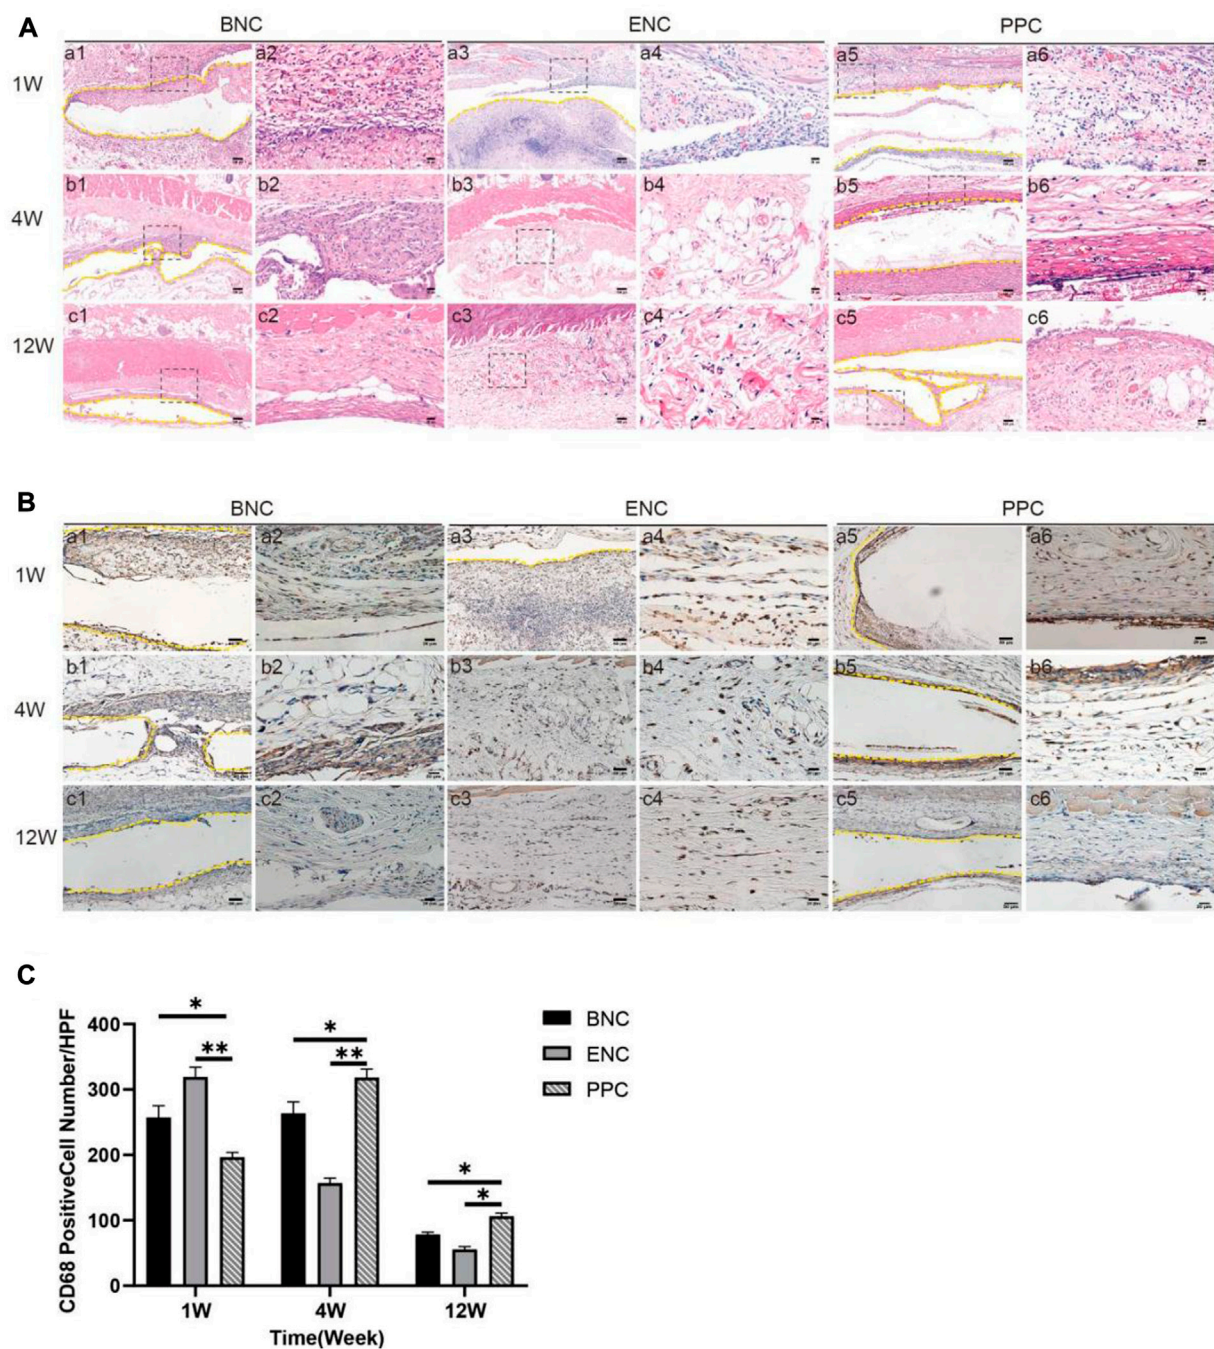 A
BNC ENC PPC
1W a1 a2 a3 a4 a5 a6
4W b1 b2 b3 b4 b5 b6
12W c1 c2 c3 c4 c5 c6
B
BNC ENC PPC
1W a1 a2 a3 a4 a5 a6
4W b1 b2 b3 b4 b5 b6
12W c1 c2 c3 c4 c5 c6
C
CD68 PositiveCell Number/HPF
400
300
200
100
0
* ** * ** * *
1W 4W 12W
Time(Week)
BNC
ENC
PPC